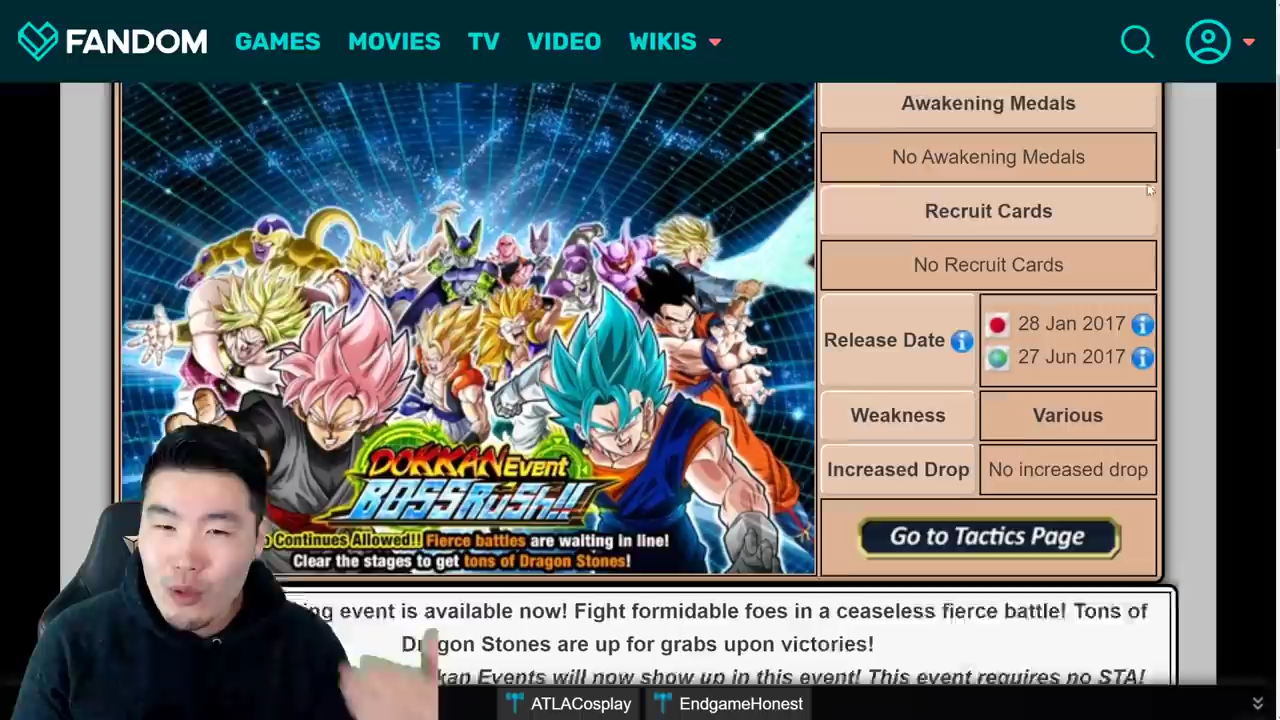 FANDOM GAMES MOVIES TV VIDEO WIKIS
Awakening Medals
No Awakening Medals
Recruit Cards
No Recruit Cards
Release Date
28 Jan 2017
27 Jun 2017
Weakness
Various
Increased Drop
No increased drop
Go to Tactics Page
DOKKAN Event
BOSS RUSH!!
Continues Allowed!! Fierce battles are waiting in line!
Clear the stages to get tons of Dragon Stones!
event is available now! Fight formidable foes in a ceaseless fierce battle! Tons of
Dragon Stones are up for grabs upon victories!
Events will now show up in this event! This event requires no STA!
ATLACosplay EndgameHonest